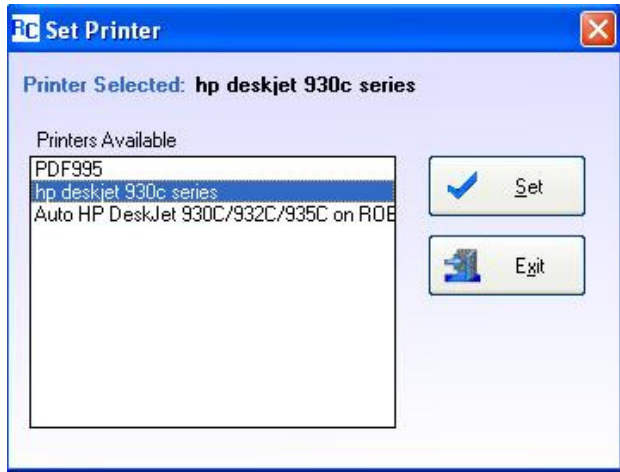 RC Set Printer
Printer Selected: hp deskjet 930c series
Printers Available
PDF995
hp deskjet 930c series
Auto HP DeskJet 930C/932C/935C on ROE
Set
Exit